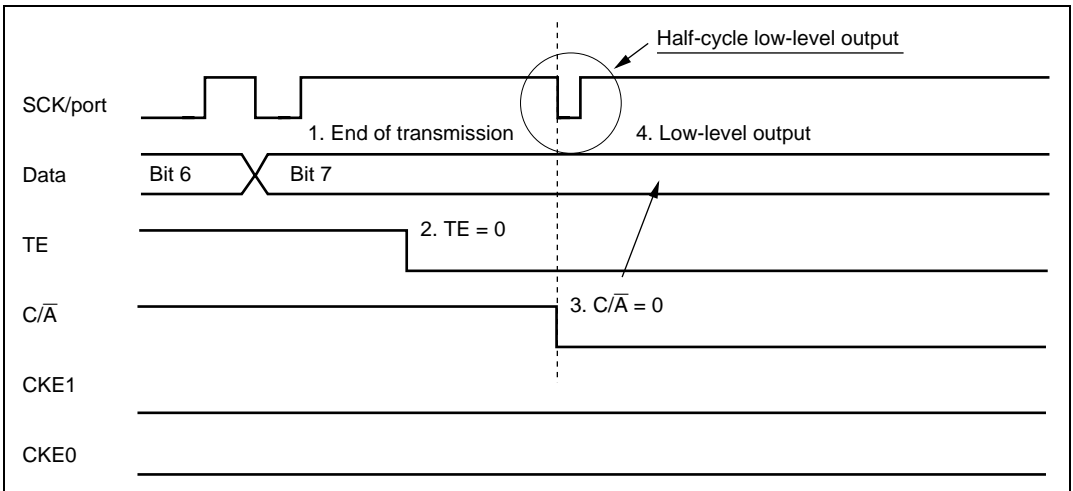 Half-cycle low-level output
SCK/port
1. End of transmission
4. Low-level output
Data
Bit 6
Bit 7
TE
2. TE = 0
C/A̅
3. C/A̅ = 0
CKE1
CKE0